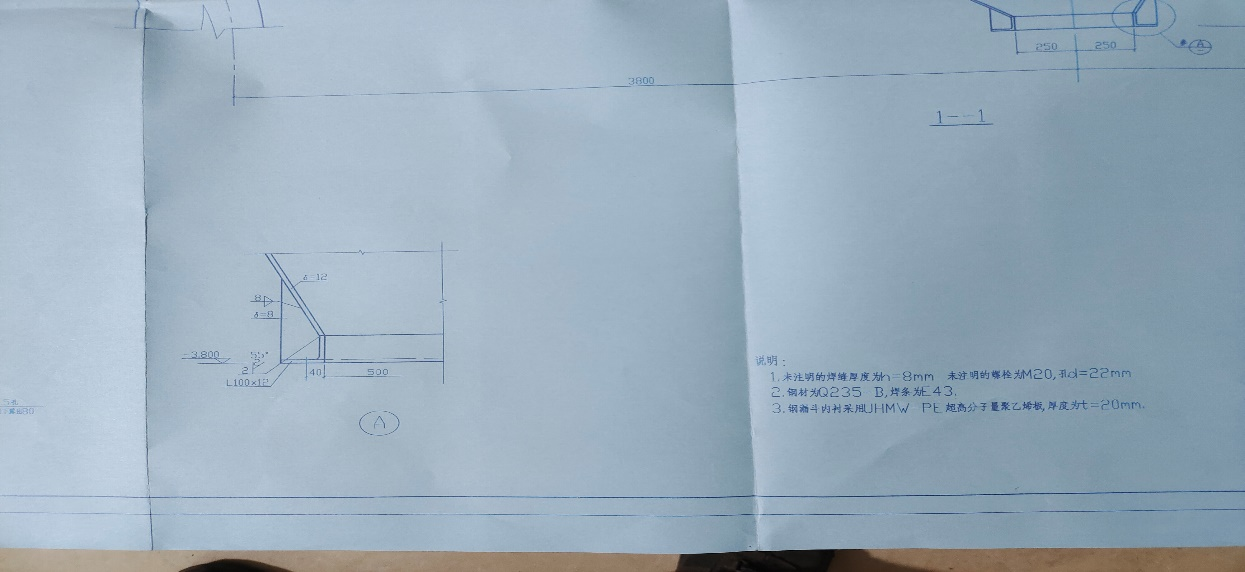 250 250
A
3800
1--1
δ=12
8
δ=8
-3.800
55°
2
2
40 500
L100x12
A
说明：
1. 未注明的焊缝厚度为h=8mm 未注明的螺栓为M20,孔d=22mm
2. 钢材为Q235 B,焊条为E43.
3. 钢漏斗内衬采用UHMW PE 超高分子量聚乙烯板,厚度为t=20mm.